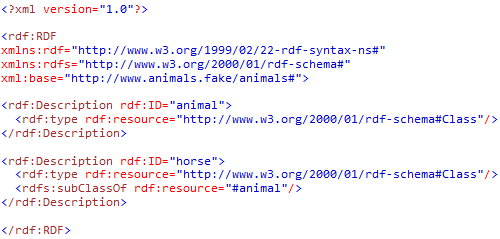 <?xml version="1.0"?>
<rdf:RDF
xmlns:rdf="http://www.w3.org/1999/02/22-rdf-syntax-ns#"
xmlns:rdfs="http://www.w3.org/2000/01/rdf-schema#"
xml:base="http://www.animals.fake/animals#">
<rdf:Description rdf:ID="animal">
<rdf:type rdf:resource="http://www.w3.org/2000/01/rdf-schema#Class"/>
</rdf:Description>
<rdf:Description rdf:ID="horse">
<rdf:type rdf:resource="http://www.w3.org/2000/01/rdf-schema#Class"/>
<rdfs:subClassOf rdf:resource="#animal"/>
</rdf:Description>
</rdf:RDF>